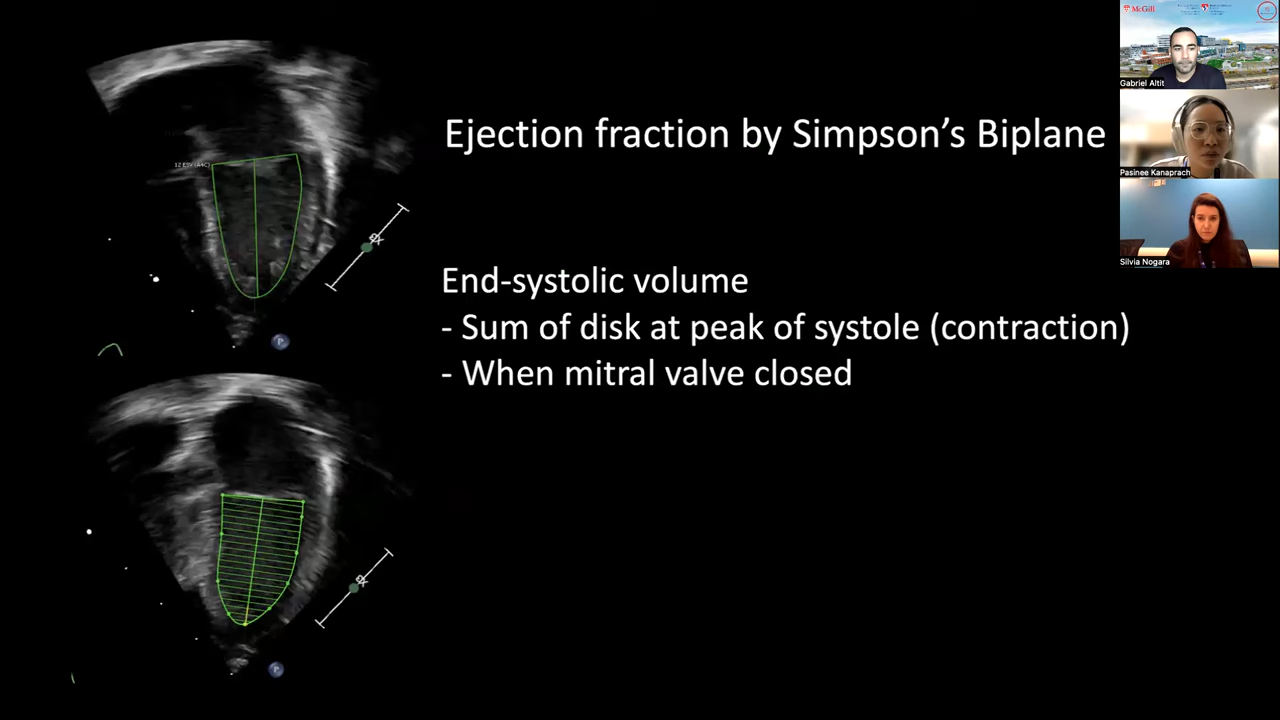 Ejection fraction by Simpson's Biplane
End-systolic volume
- Sum of disk at peak of systole (contraction)
- When mitral valve closed
McGill
Gabriel Altit
Pasinee Kanaprach
Silvia Nogara
P
P